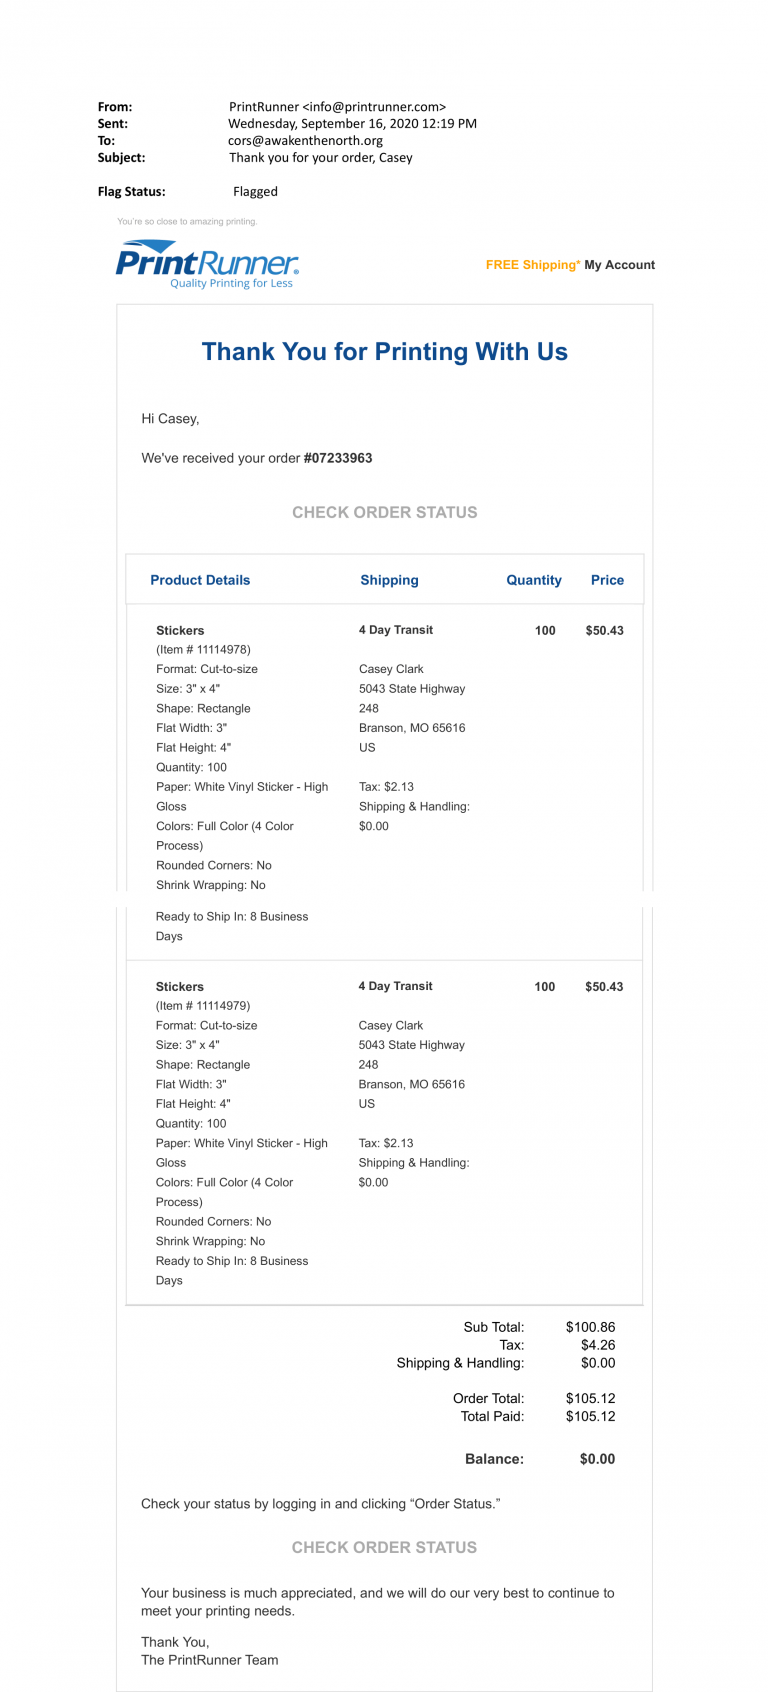 From: PrintRunner <info@printrunner.com>
Sent: Wednesday, September 16, 2020 12:19 PM
To: cors@awakenthenorth.org
Subject: Thank you for your order, Casey
Flag Status: Flagged
You're so close to amazing printing.
PrintRunner®
Quality Printing for Less
FREE Shipping* My Account
Thank You for Printing With Us
Hi Casey,
We've received your order #07233963
CHECK ORDER STATUS
Product Details Shipping Quantity Price
Stickers 4 Day Transit 100 $50.43
(Item # 11114978)
Format: Cut-to-size Casey Clark
Size: 3" x 4" 5043 State Highway
Shape: Rectangle 248
Flat Width: 3" Branson, MO 65616
Flat Height: 4" US
Quantity: 100
Paper: White Vinyl Sticker - High Tax: $2.13
Gloss Shipping & Handling:
Colors: Full Color (4 Color $0.00
Process)
Rounded Corners: No
Shrink Wrapping: No
Ready to Ship In: 8 Business
Days
Stickers 4 Day Transit 100 $50.43
(Item # 11114979)
Format: Cut-to-size Casey Clark
Size: 3" x 4" 5043 State Highway
Shape: Rectangle 248
Flat Width: 3" Branson, MO 65616
Flat Height: 4" US
Quantity: 100
Paper: White Vinyl Sticker - High Tax: $2.13
Gloss Shipping & Handling:
Colors: Full Color (4 Color $0.00
Process)
Rounded Corners: No
Shrink Wrapping: No
Ready to Ship In: 8 Business
Days
Sub Total: $100.86
Tax: $4.26
Shipping & Handling: $0.00
Order Total: $105.12
Total Paid: $105.12
Balance: $0.00
Check your status by logging in and clicking “Order Status.”
CHECK ORDER STATUS
Your business is much appreciated, and we will do our very best to continue to
meet your printing needs.
Thank You,
The PrintRunner Team